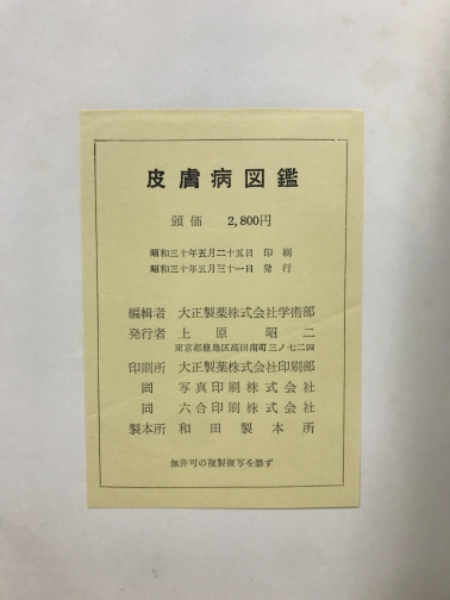 皮膚病図鑑
頒価 2,800円
昭和三十年五月二十五日 印刷
昭和三十年五月三十一日 発行
編輯者 大正製薬株式会社学術部
発行者 上原昭二
東京都豊島区高田南町三ノ七二四
印刷所 大正製薬株式会社印刷部
同 写真印刷株式会社
同 六合印刷株式会社
製本所 和田製本所
無許可の複製複写を禁ず